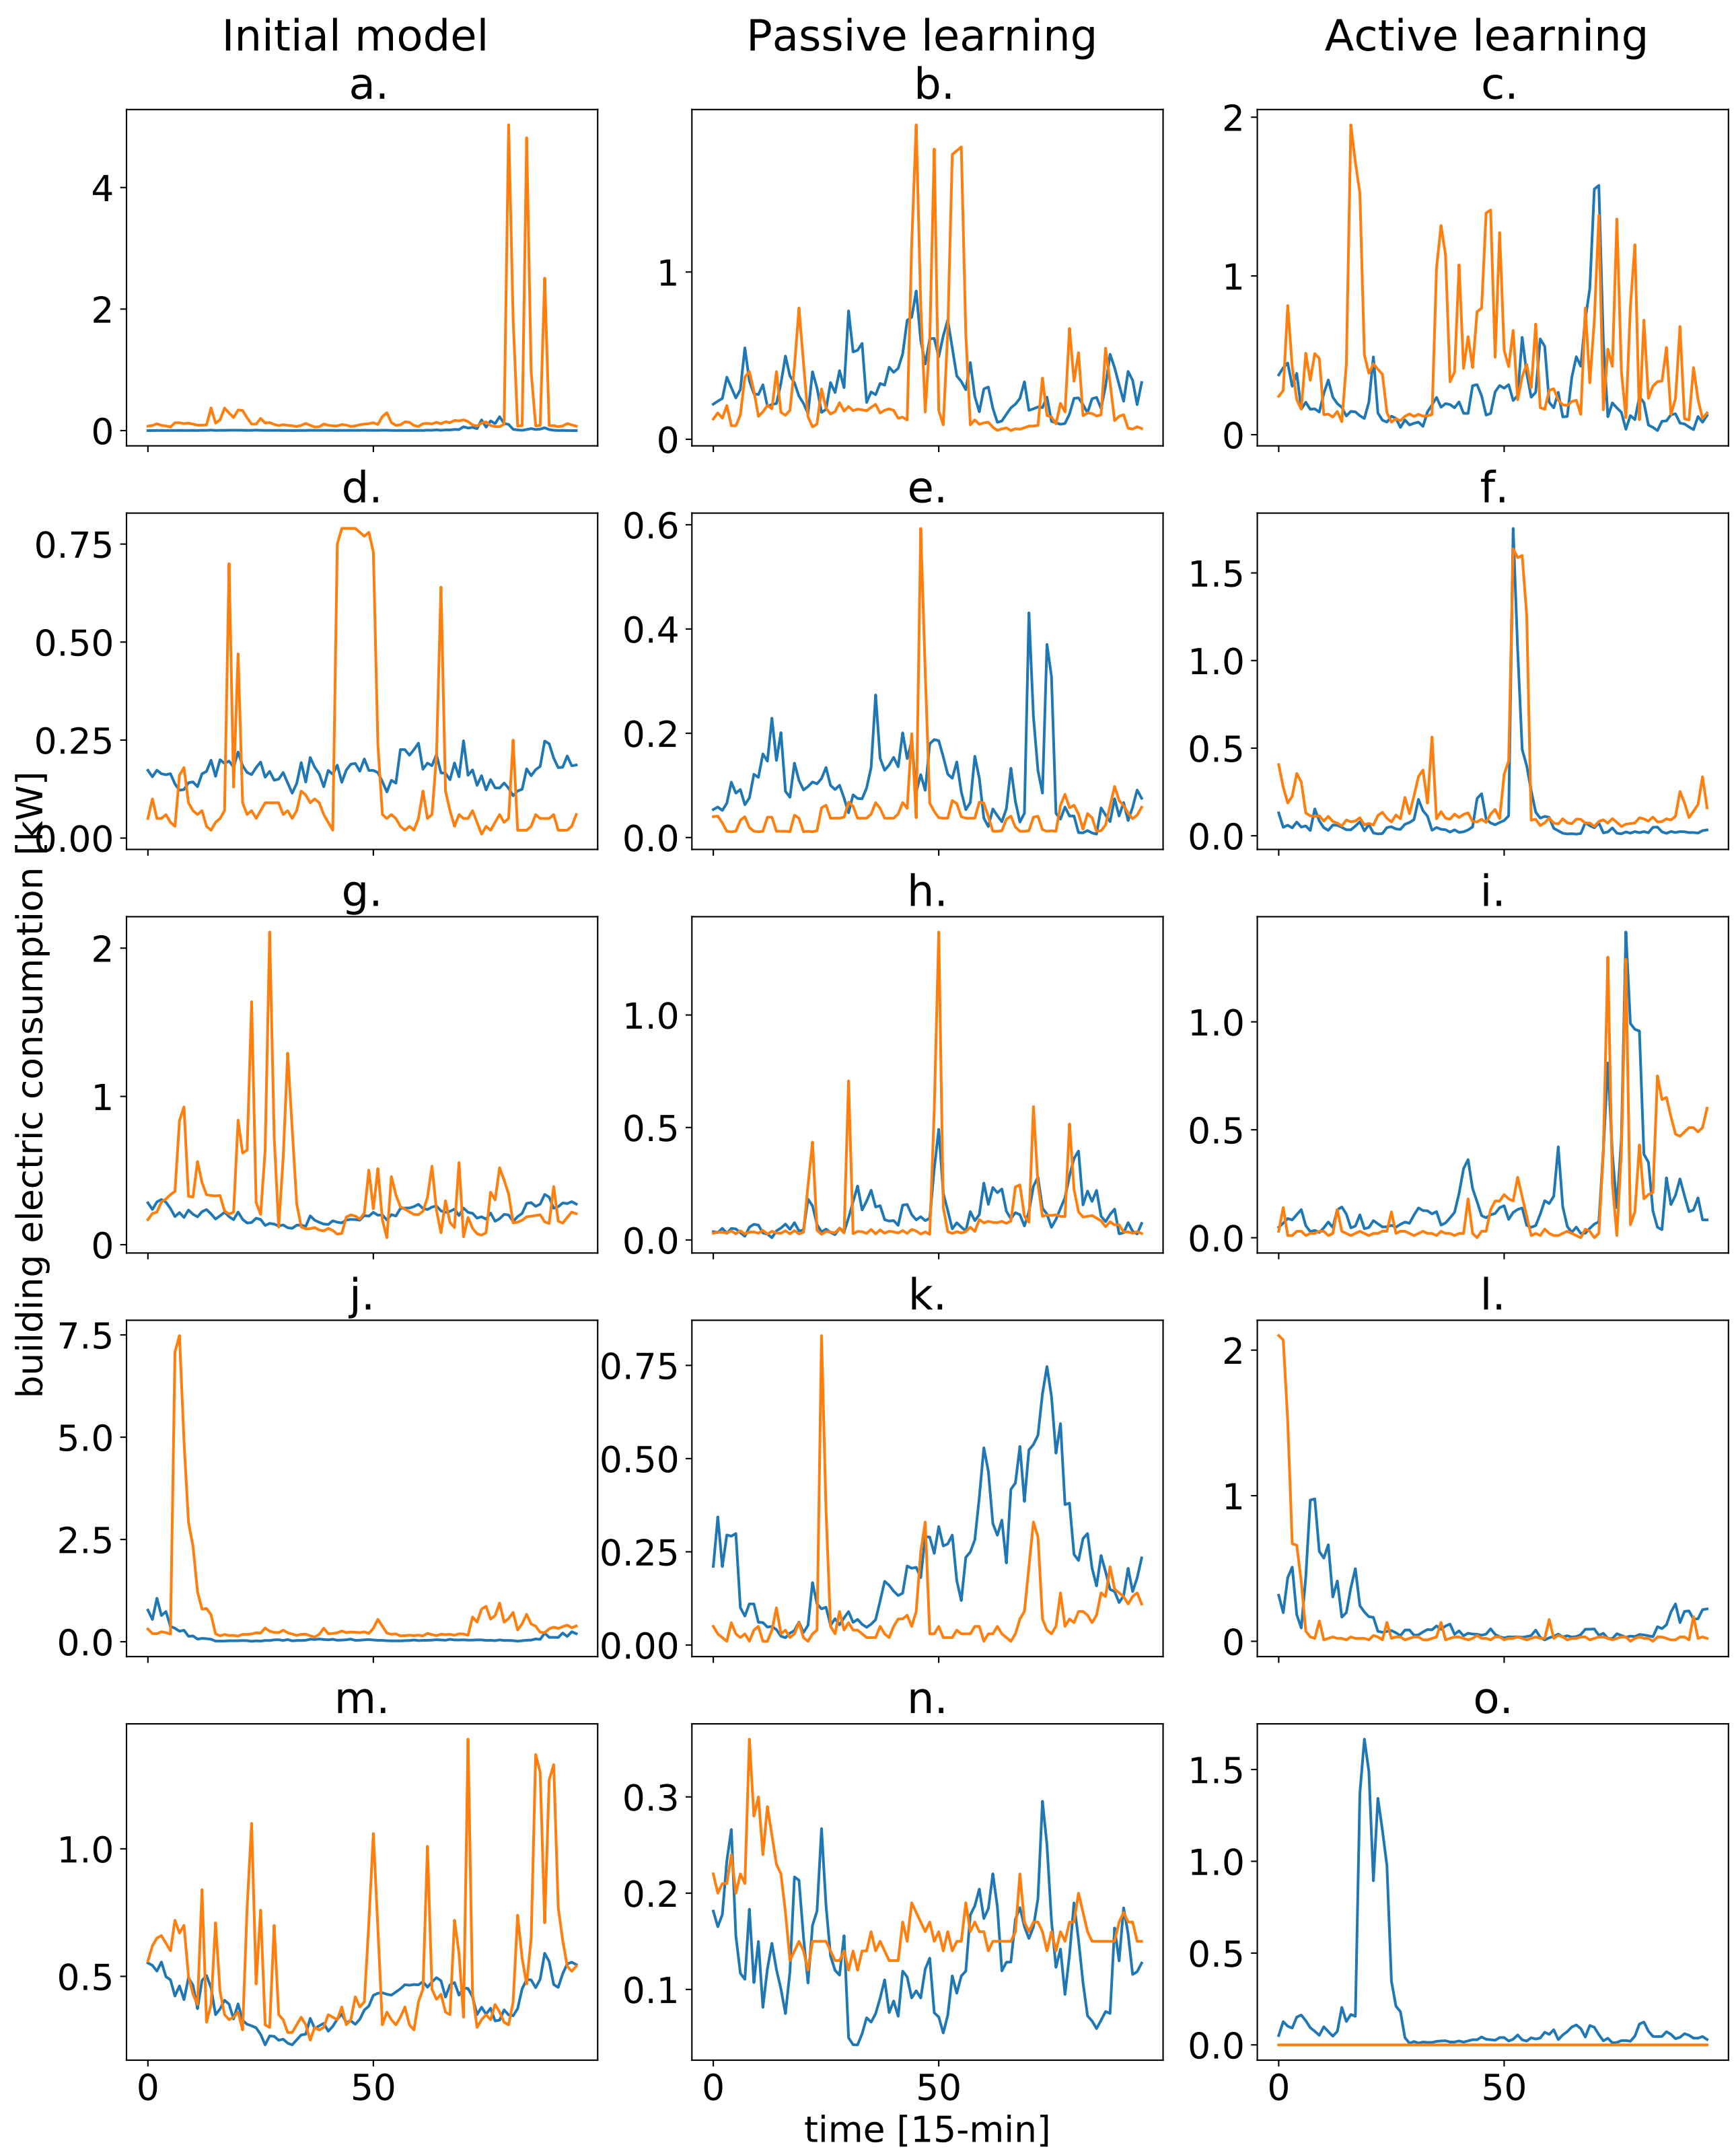 Initial model
Passive learning
Active learning
a.
b.
c.
4
2
0
1
0
2
1
0
d.
e.
f.
0.75
0.50
0.25
0.00
0.6
0.4
0.2
0.0
1.5
1.0
0.5
0.0
building electric consumption [kW]
g.
h.
i.
2
1
0
1.0
0.5
0.0
1.0
0.5
0.0
j.
k.
l.
7.5
5.0
2.5
0.0
0.75
0.50
0.25
0.00
2
1
0
m.
n.
o.
1.0
0.5
0.3
0.2
0.1
1.5
1.0
0.5
0.0
0 50
0 50
0 50
time [15-min]